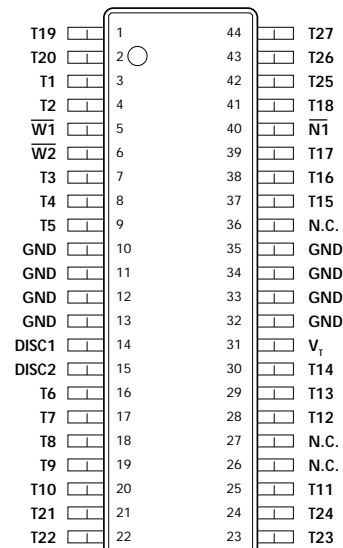 T19 1 44 T27
T20 2 43 T26
T1 3 42 T25
T2 4 41 T18
W̅1̅ 5 40 N̅1̅
W̅2̅ 6 39 T17
T3 7 38 T16
T4 8 37 T15
T5 9 36 N.C.
GND 10 35 GND
GND 11 34 GND
GND 12 33 GND
GND 13 32 GND
DISC1 14 31 VT
DISC2 15 30 T14
T6 16 29 T13
T7 17 28 T12
T8 18 27 N.C.
T9 19 26 N.C.
T10 20 25 T11
T21 21 24 T24
T22 22 23 T23